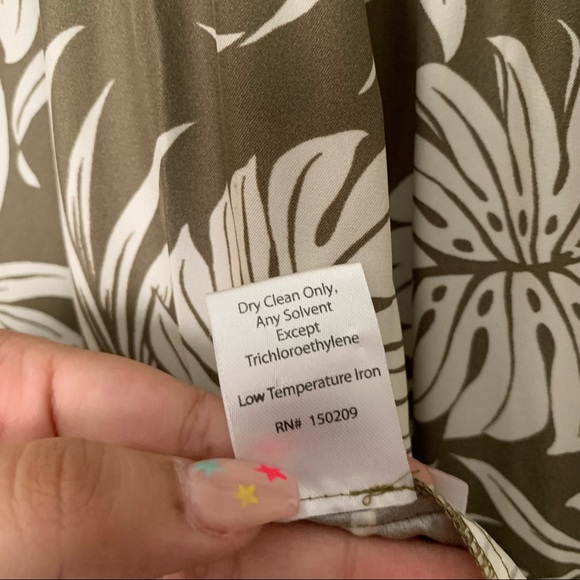 Dry Clean Only,
Any Solvent
Except
Trichloroethylene
Low Temperature Iron
RN# 150209